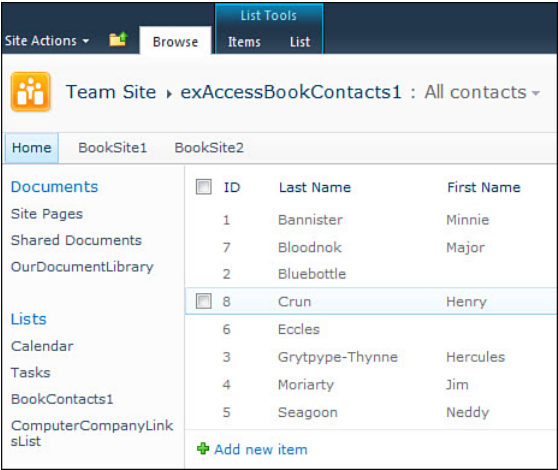 List Tools
Site Actions Browse Items List
Team Site exAccessBookContacts1 : All contacts
Home BookSite1 BookSite2
Documents
Site Pages
Shared Documents
OurDocumentLibrary
Lists
Calendar
Tasks
BookContacts1
ComputerCompanyLink
sList
ID Last Name First Name
1 Bannister Minnie
7 Bloodnok Major
2 Bluebottle
8 Crun Henry
6 Eccles
3 Grytpype-Thynne Hercules
4 Moriarty Jim
5 Seagoon Neddy
Add new item